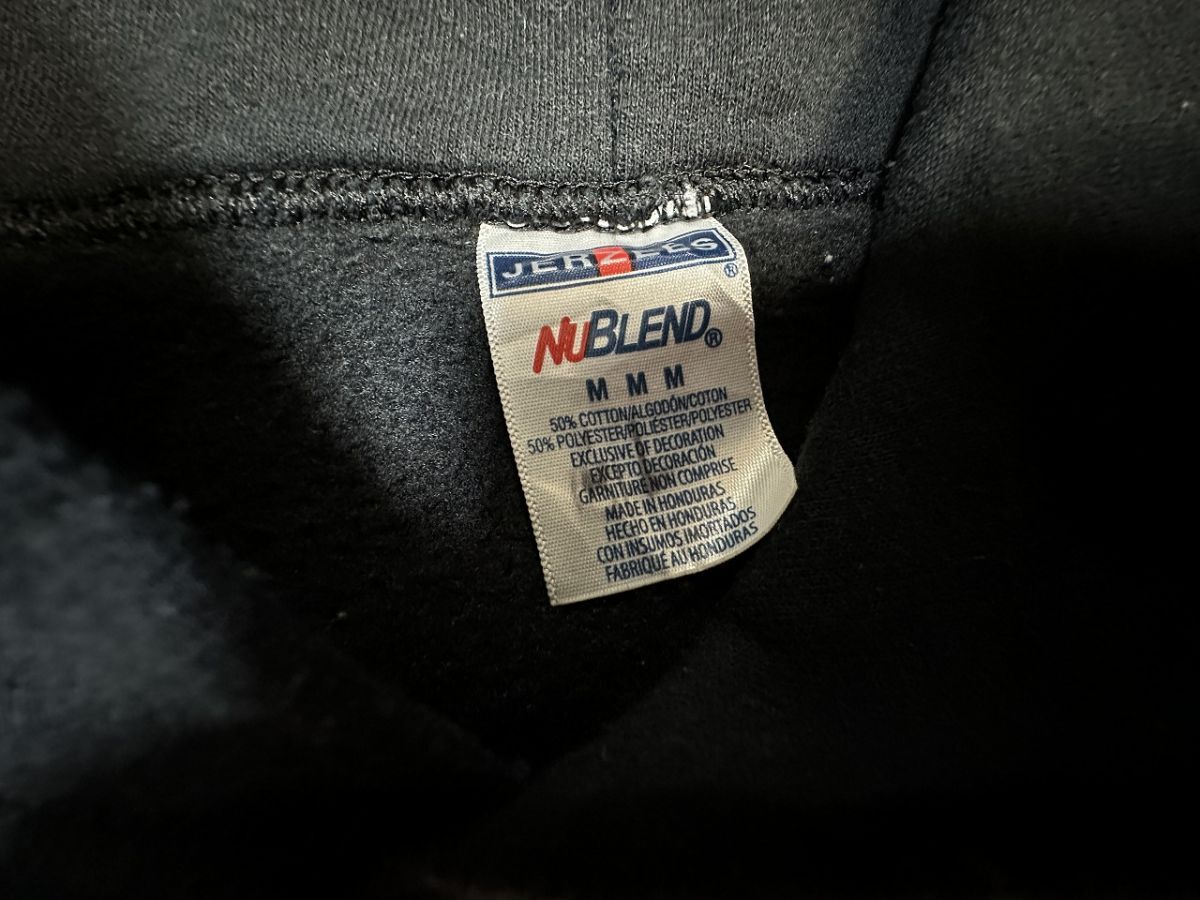 JERZEES®
NUBLEND®
M M M
50% COTTON/ALGODÓN/COTON
50% POLYESTER/POLIÉSTER/POLYESTER
EXCLUSIVE OF DECORATION
EXCEPTO DECORACIÓN
GARNITURE NON COMPRISE
MADE IN HONDURAS
HECHO EN HONDURAS
CON INSUMOS IMORTADOS
FABRIQUÉ AU HONDURAS